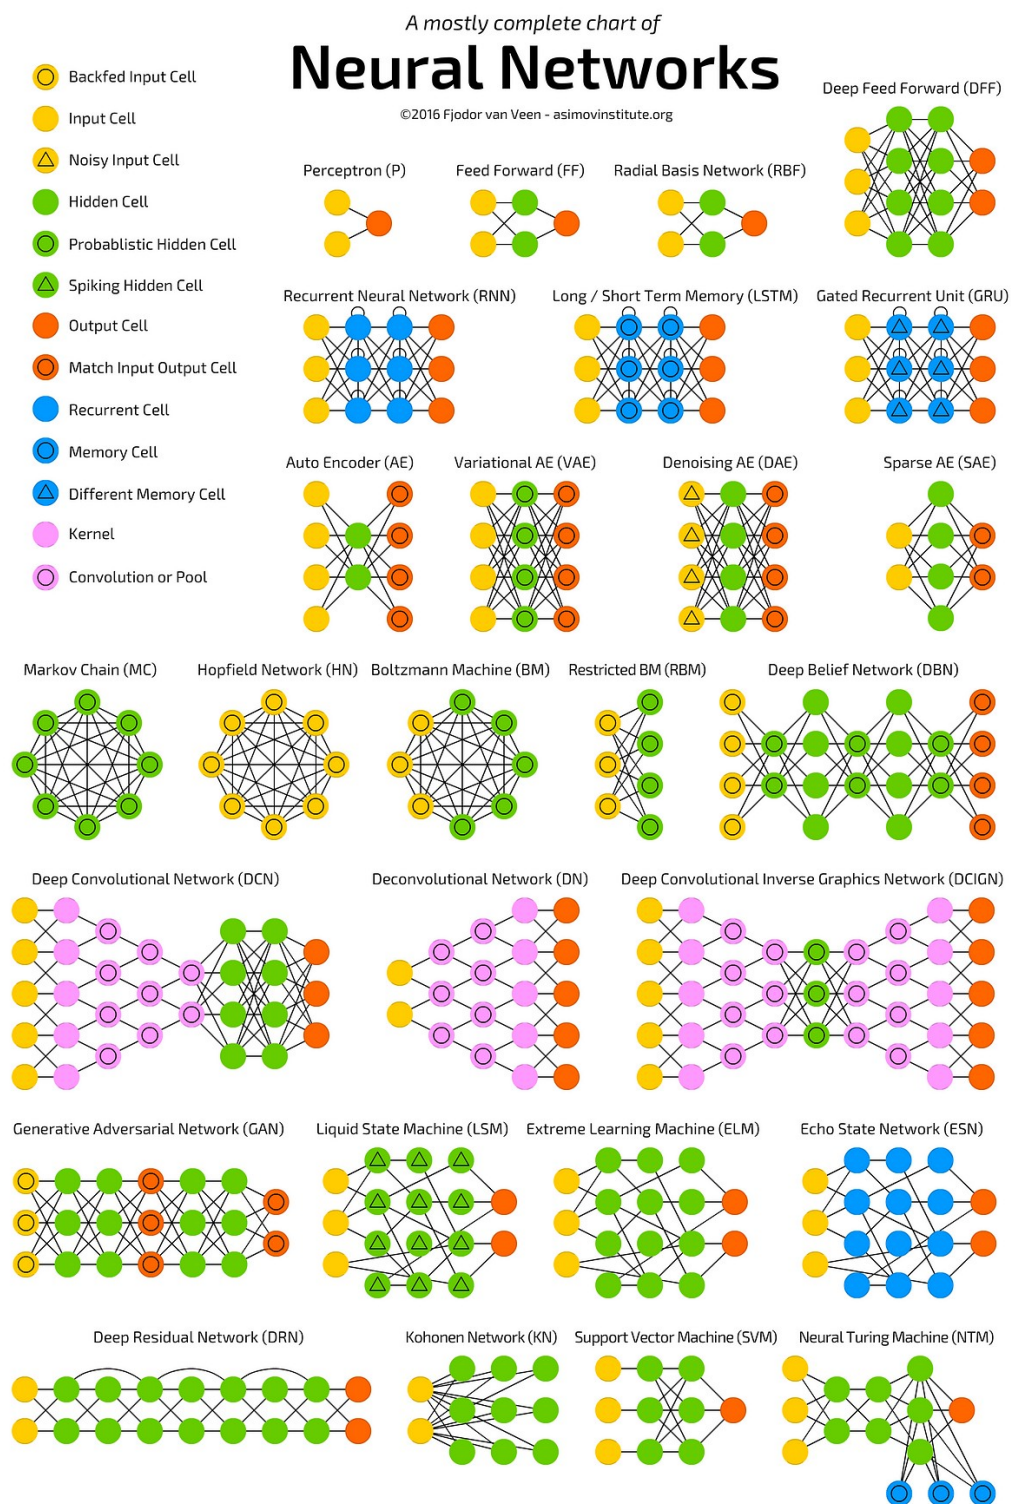 A mostly complete chart of
Neural Networks
©2016 Fjodor van Veen - asimovinstitute.org
Backfed Input Cell
Input Cell
Noisy Input Cell
Hidden Cell
Probablistic Hidden Cell
Spiking Hidden Cell
Output Cell
Match Input Output Cell
Recurrent Cell
Memory Cell
Different Memory Cell
Kernel
Convolution or Pool
Deep Feed Forward (DFF)
Perceptron (P)
Feed Forward (FF)
Radial Basis Network (RBF)
Recurrent Neural Network (RNN)
Long / Short Term Memory (LSTM)
Gated Recurrent Unit (GRU)
Auto Encoder (AE)
Variational AE (VAE)
Denoising AE (DAE)
Sparse AE (SAE)
Markov Chain (MC)
Hopfield Network (HN)
Boltzmann Machine (BM)
Restricted BM (RBM)
Deep Belief Network (DBN)
Deep Convolutional Network (DCN)
Deconvolutional Network (DN)
Deep Convolutional Inverse Graphics Network (DCIGN)
Generative Adversarial Network (GAN)
Liquid State Machine (LSM)
Extreme Learning Machine (ELM)
Echo State Network (ESN)
Deep Residual Network (DRN)
Kohonen Network (KN)
Support Vector Machine (SVM)
Neural Turing Machine (NTM)